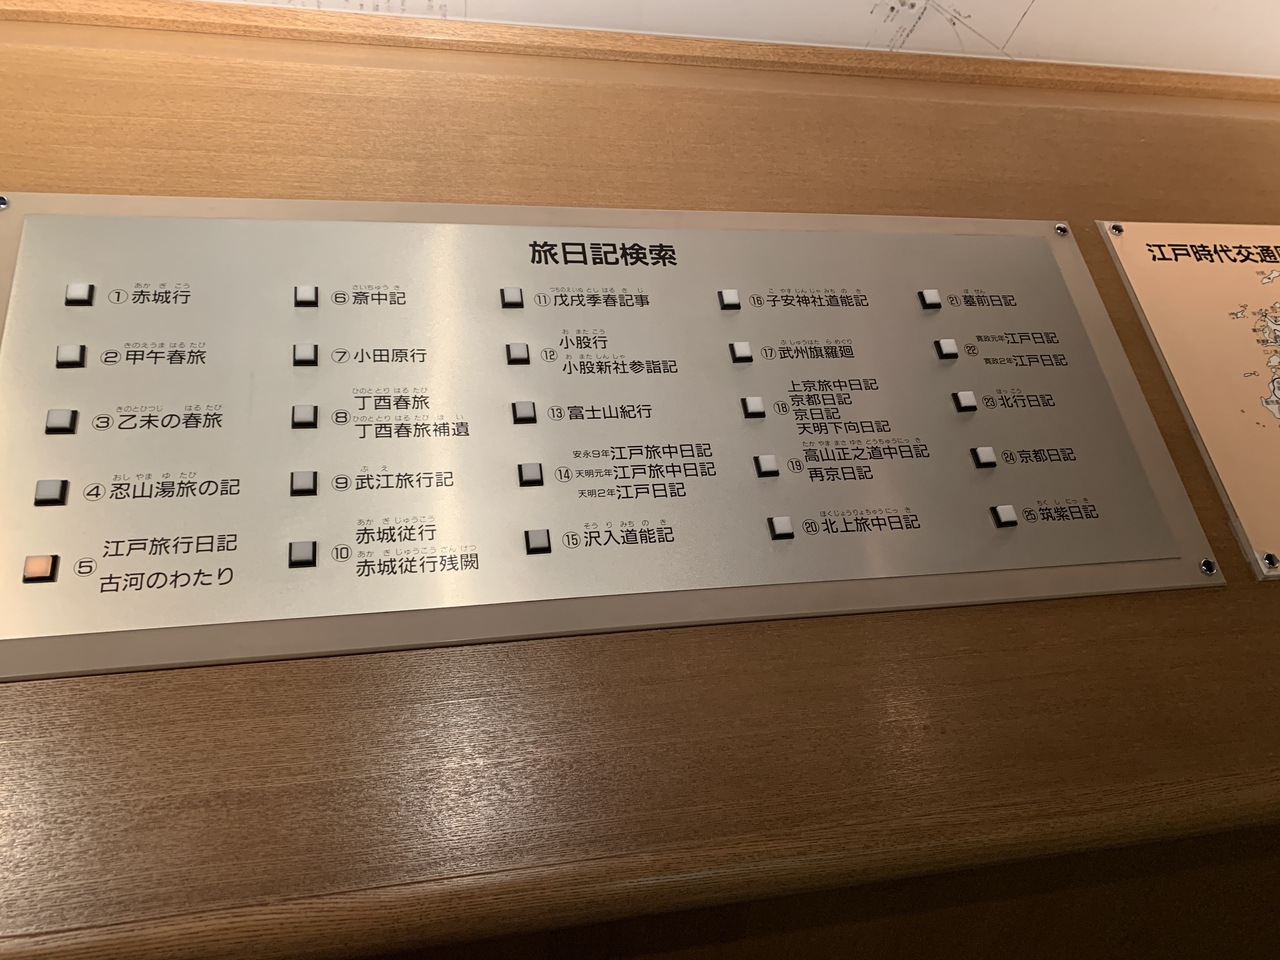 旅日記検索
①赤城行
②甲午春旅
③乙未の春旅
④忍山湯旅の記
⑤江戸旅行日記
古河のわたり
⑥斎中記
⑦小田原行
⑧丁酉春旅
丁酉春旅補遺
⑨武江旅行記
⑩赤城従行
赤城従行残闕
⑪戊戌季春記事
⑫小股行
小股新社参詣記
⑬富士山紀行
⑭安永9年江戸旅中日記
天明元年江戸旅中日記
天明2年江戸日記
⑮沢入道能記
⑯子安神社道能記
⑰武州旗羅廻
⑱上京旅中日記
京都日記
京日記
天明下向日記
⑲高山正之道中日記
再京日記
⑳北上旅中日記
㉑墓前日記
㉒寛政元年江戸日記
寛政2年江戸日記
㉓北行日記
㉔京都日記
㉕筑紫日記
江戸時代交通